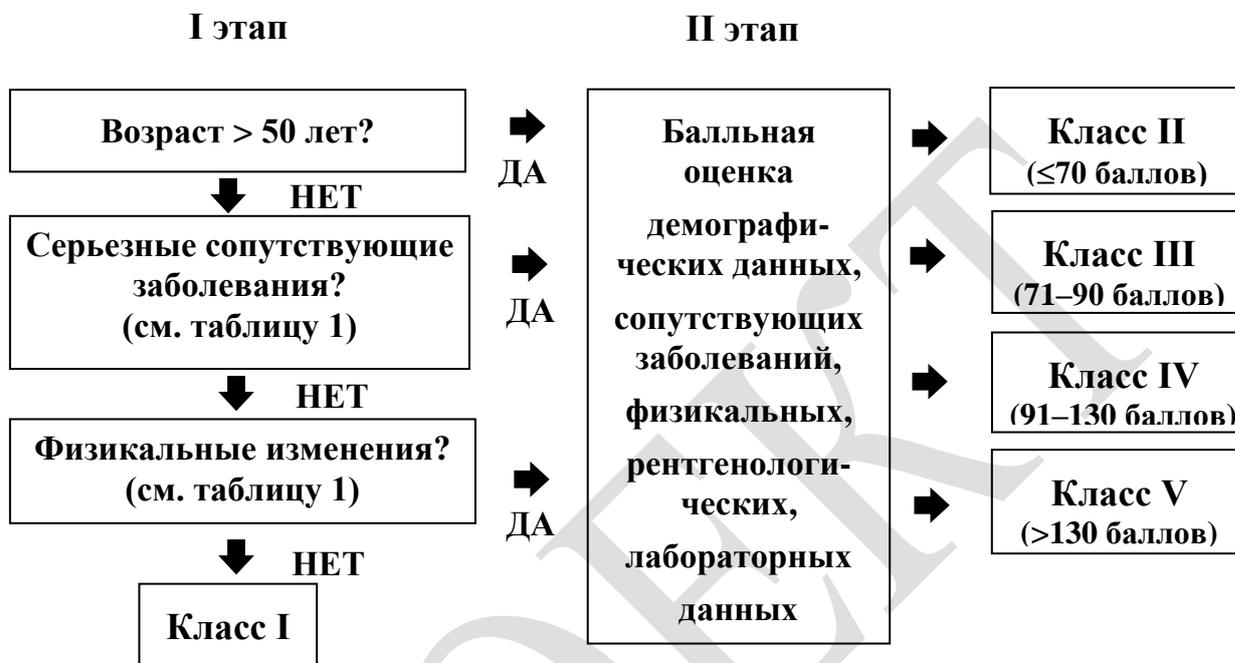 I этап
II этап
Возраст > 50 лет?
ДА
НЕТ
Серьезные сопутствующие
заболевания?
(см. таблицу 1)
ДА
НЕТ
Физикальные изменения?
(см. таблицу 1)
ДА
НЕТ
Класс I
Балльная
оценка
демографи-
ческих данных,
сопутствующих
заболеваний,
физикальных,
рентгенологи-
ческих,
лабораторных
данных
Класс II
(≤70 баллов)
Класс III
(71–90 баллов)
Класс IV
(91–130 баллов)
Класс V
(>130 баллов)
ОЕКТ